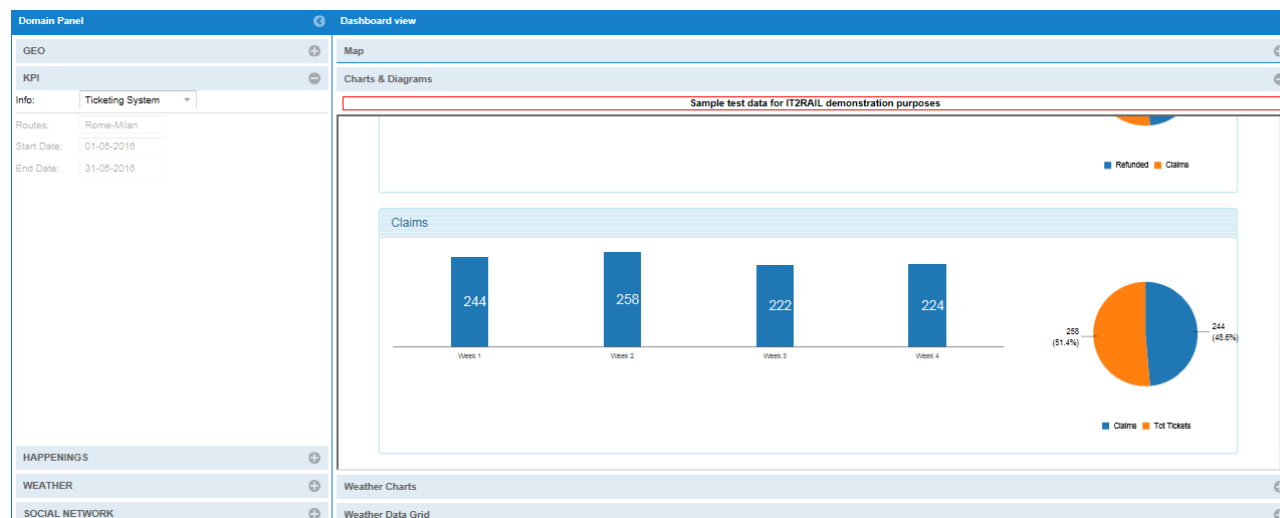 Domain Panel
Dashboard view
GEO
Map
KPI
Charts & Diagrams
Info: Ticketing System
Sample test data for IT2RAIL demonstration purposes
Routes: Rome-Milan
Start Date: 01-05-2016
End Date: 31-05-2016
Refunded Claims
Claims
244
258
222
224
Week 1
Week 2
Week 3
Week 4
258
(51.4%)
244
(48.6%)
Claims Tot Tickets
HAPPENINGS
WEATHER
Weather Charts
SOCIAL NETWORK
Weather Data Grid